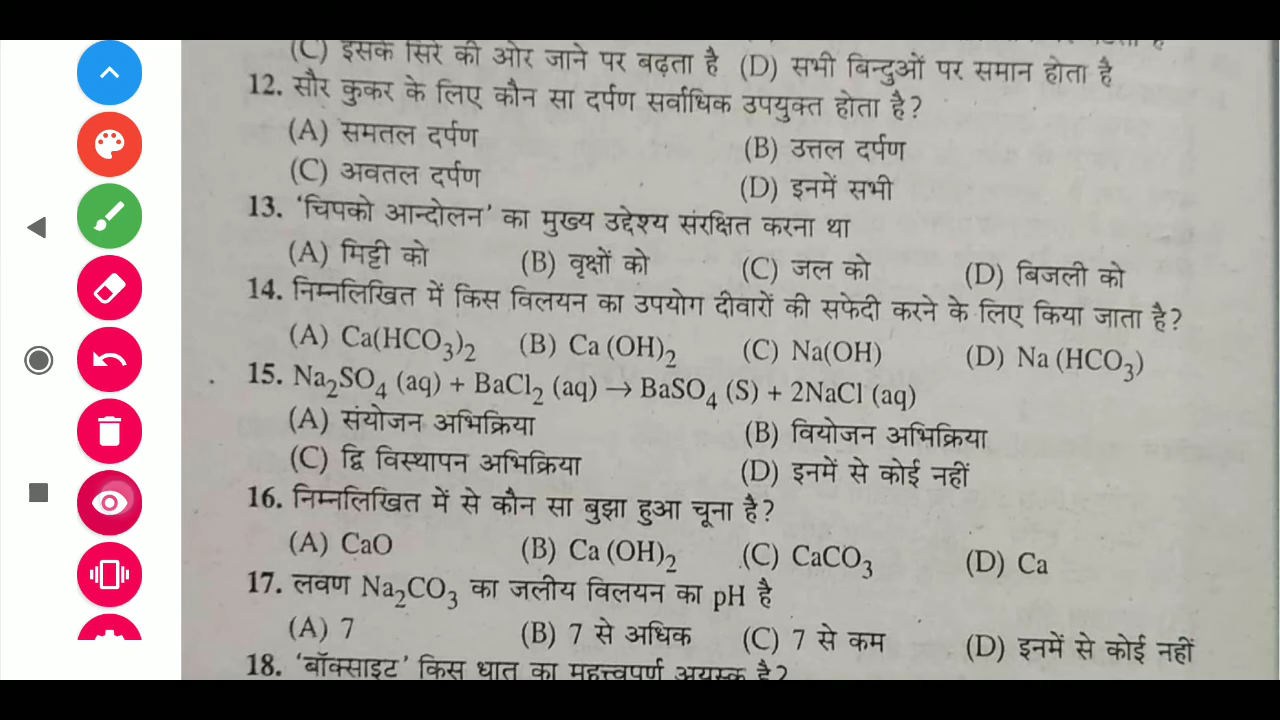 (C) इसके सिरे की ओर जाने पर बढ़ता है (D) सभी बिन्दुओं पर समान होता है
12. सौर कुकर के लिए कौन सा दर्पण सर्वाधिक उपयुक्त होता है?
(A) समतल दर्पण (B) उत्तल दर्पण
(C) अवतल दर्पण (D) इनमें सभी
13. 'चिपको आन्दोलन' का मुख्य उद्देश्य संरक्षित करना था
(A) मिट्टी को (B) वृक्षों को (C) जल को (D) बिजली को
14. निम्नलिखित में किस विलयन का उपयोग दीवारों की सफेदी करने के लिए किया जाता है?
(A) Ca(HCO₃)₂ (B) Ca (OH)₂ (C) Na(OH) (D) Na (HCO₃)
15. Na₂SO₄ (aq) + BaCl₂ (aq) → BaSO₄ (S) + 2NaCl (aq)
(A) संयोजन अभिक्रिया (B) वियोजन अभिक्रिया
(C) द्वि विस्थापन अभिक्रिया (D) इनमें से कोई नहीं
16. निम्नलिखित में से कौन सा बुझा हुआ चूना है?
(A) CaO (B) Ca (OH)₂ (C) CaCO₃ (D) Ca
17. लवण Na₂CO₃ का जलीय विलयन का pH है
(A) 7 (B) 7 से अधिक (C) 7 से कम (D) इनमें से कोई नहीं
18. 'बॉक्साइट' किस धातु का महत्त्वपूर्ण अयस्क है?